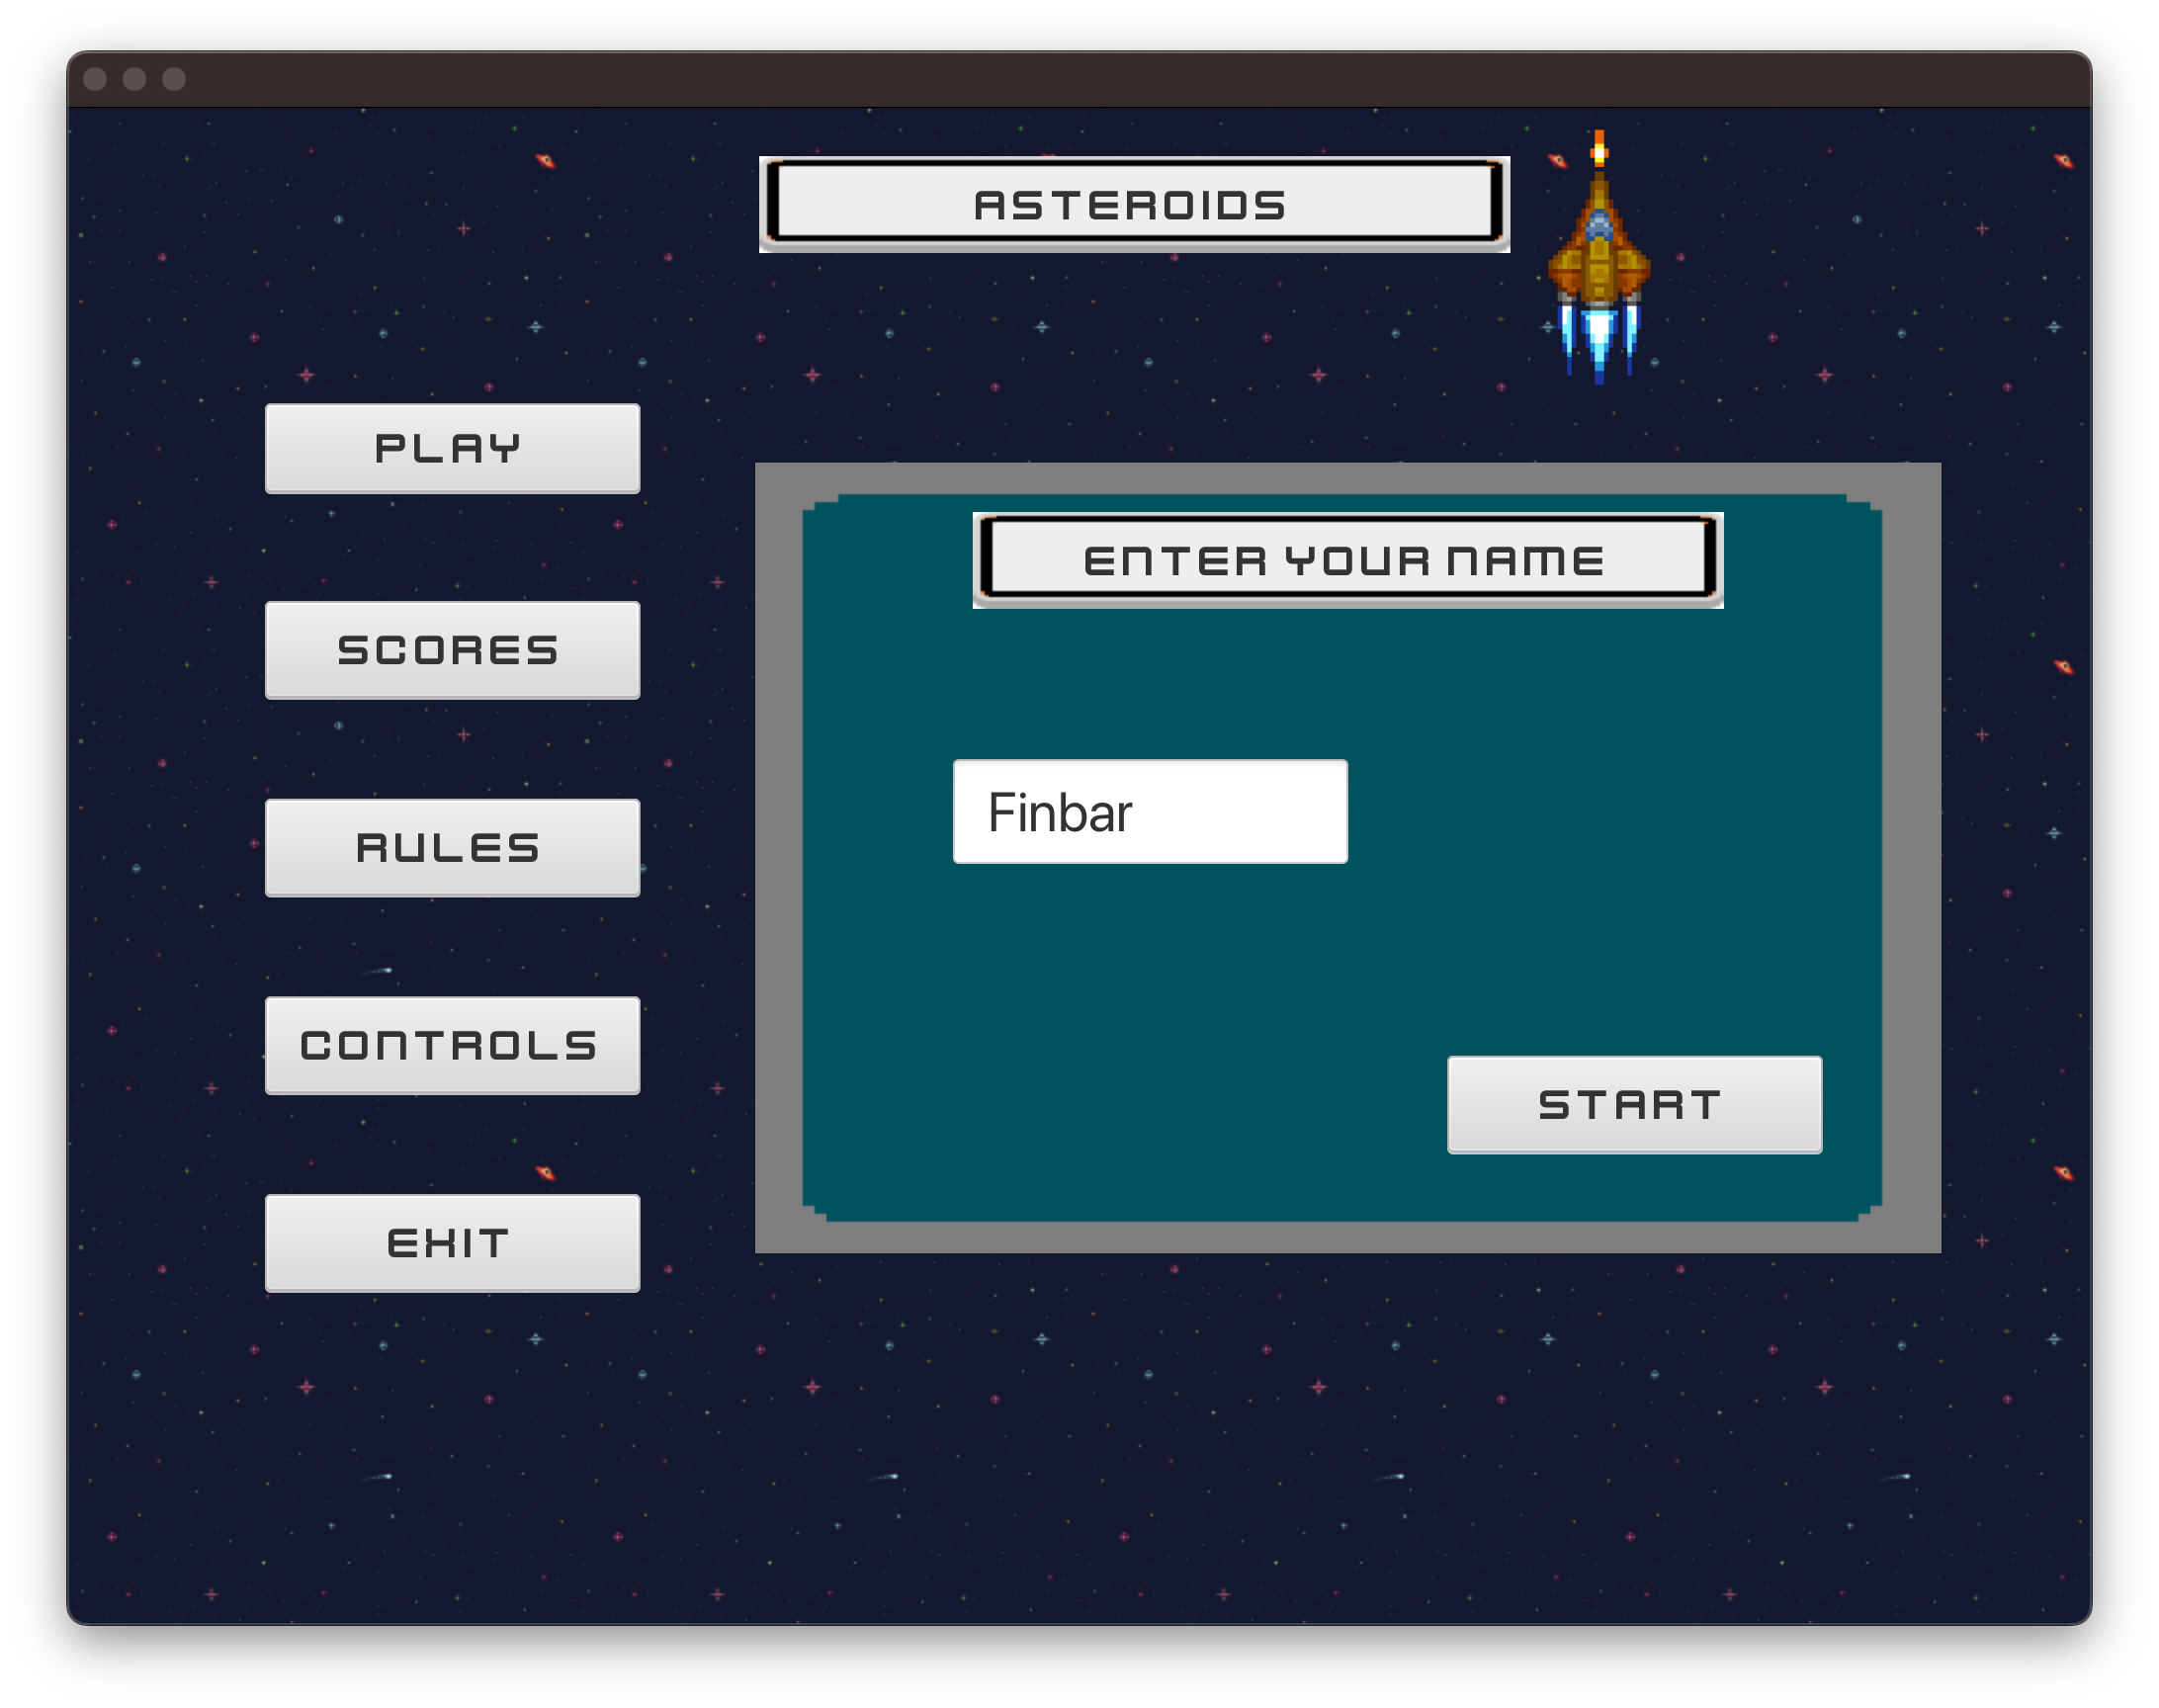 ASTEROIDS
PLAY
SCORES
RULES
CONTROLS
EXIT
ENTER YOUR NAME
Finbar
START